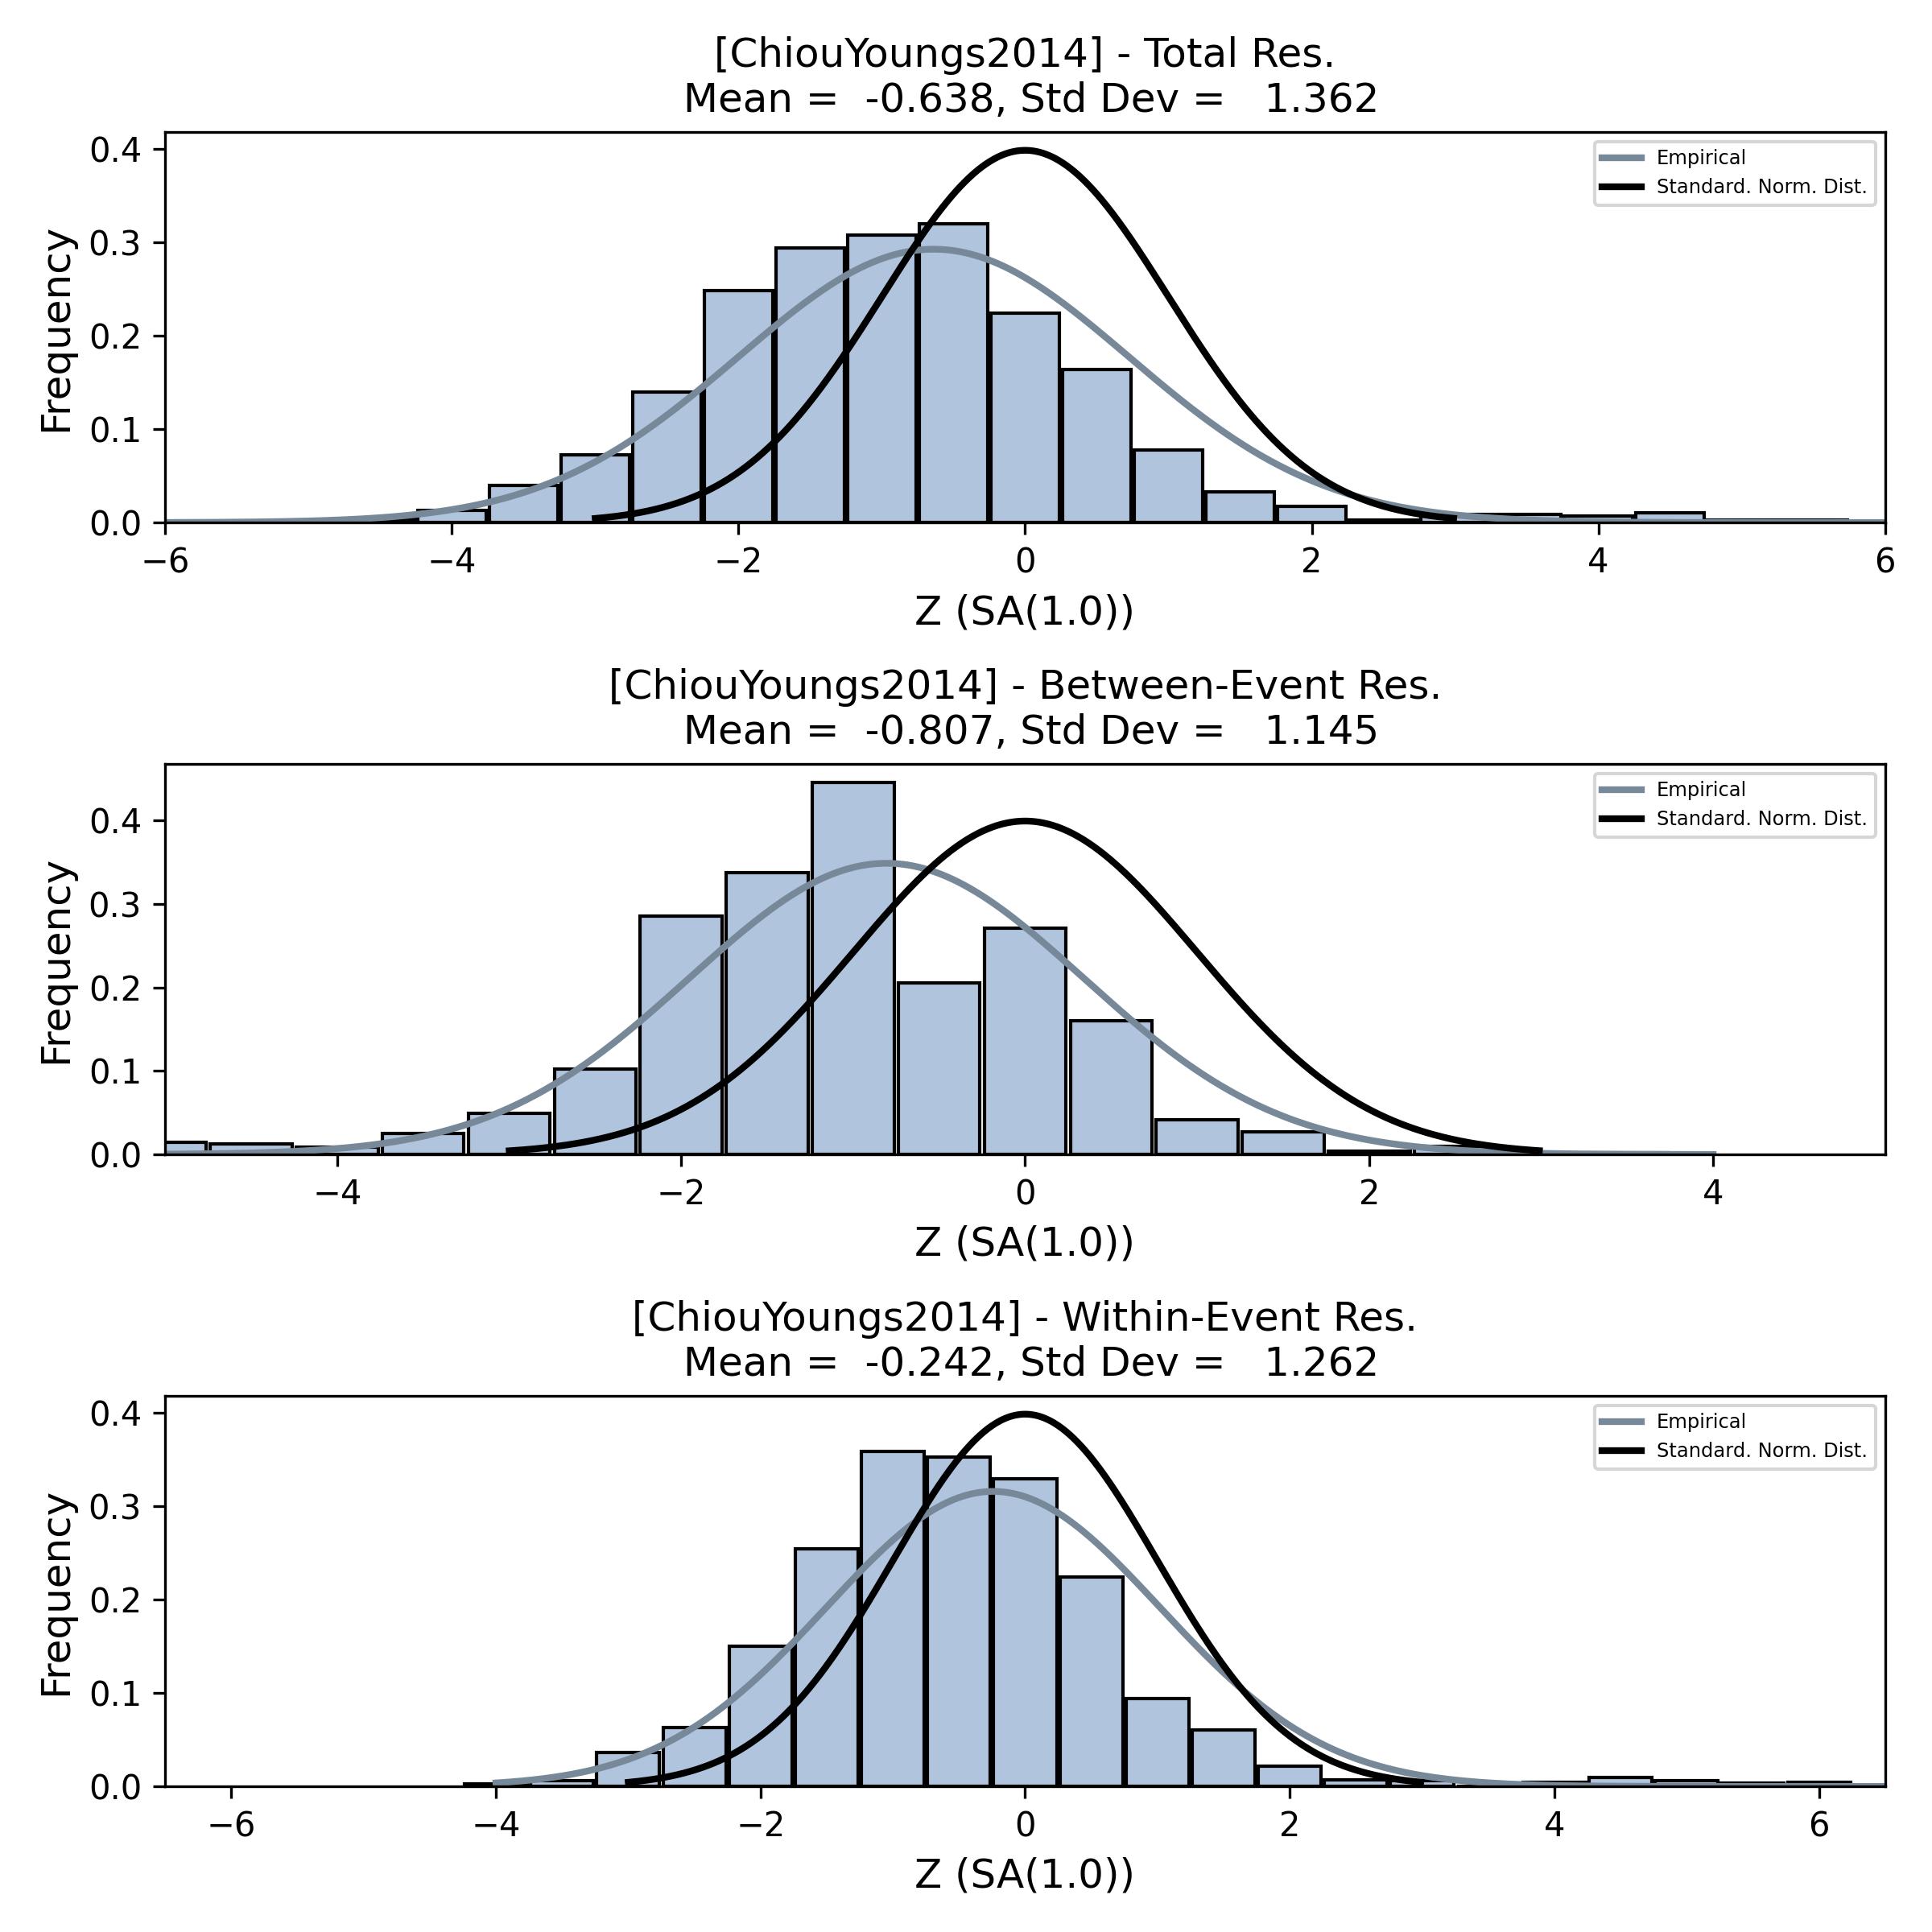 [ChiouYoungs2014] - Total Res.
Mean =  -0.638, Std Dev =   1.362
Empirical
Standard. Norm. Dist.
Frequency
0.4
0.3
0.2
0.1
0.0
−6 −4 −2 0 2 4 6
Z (SA(1.0))
[ChiouYoungs2014] - Between-Event Res.
Mean =  -0.807, Std Dev =   1.145
Empirical
Standard. Norm. Dist.
Frequency
0.4
0.3
0.2
0.1
0.0
−4 −2 0 2 4
Z (SA(1.0))
[ChiouYoungs2014] - Within-Event Res.
Mean =  -0.242, Std Dev =   1.262
Empirical
Standard. Norm. Dist.
Frequency
0.4
0.3
0.2
0.1
0.0
−6 −4 −2 0 2 4 6
Z (SA(1.0))